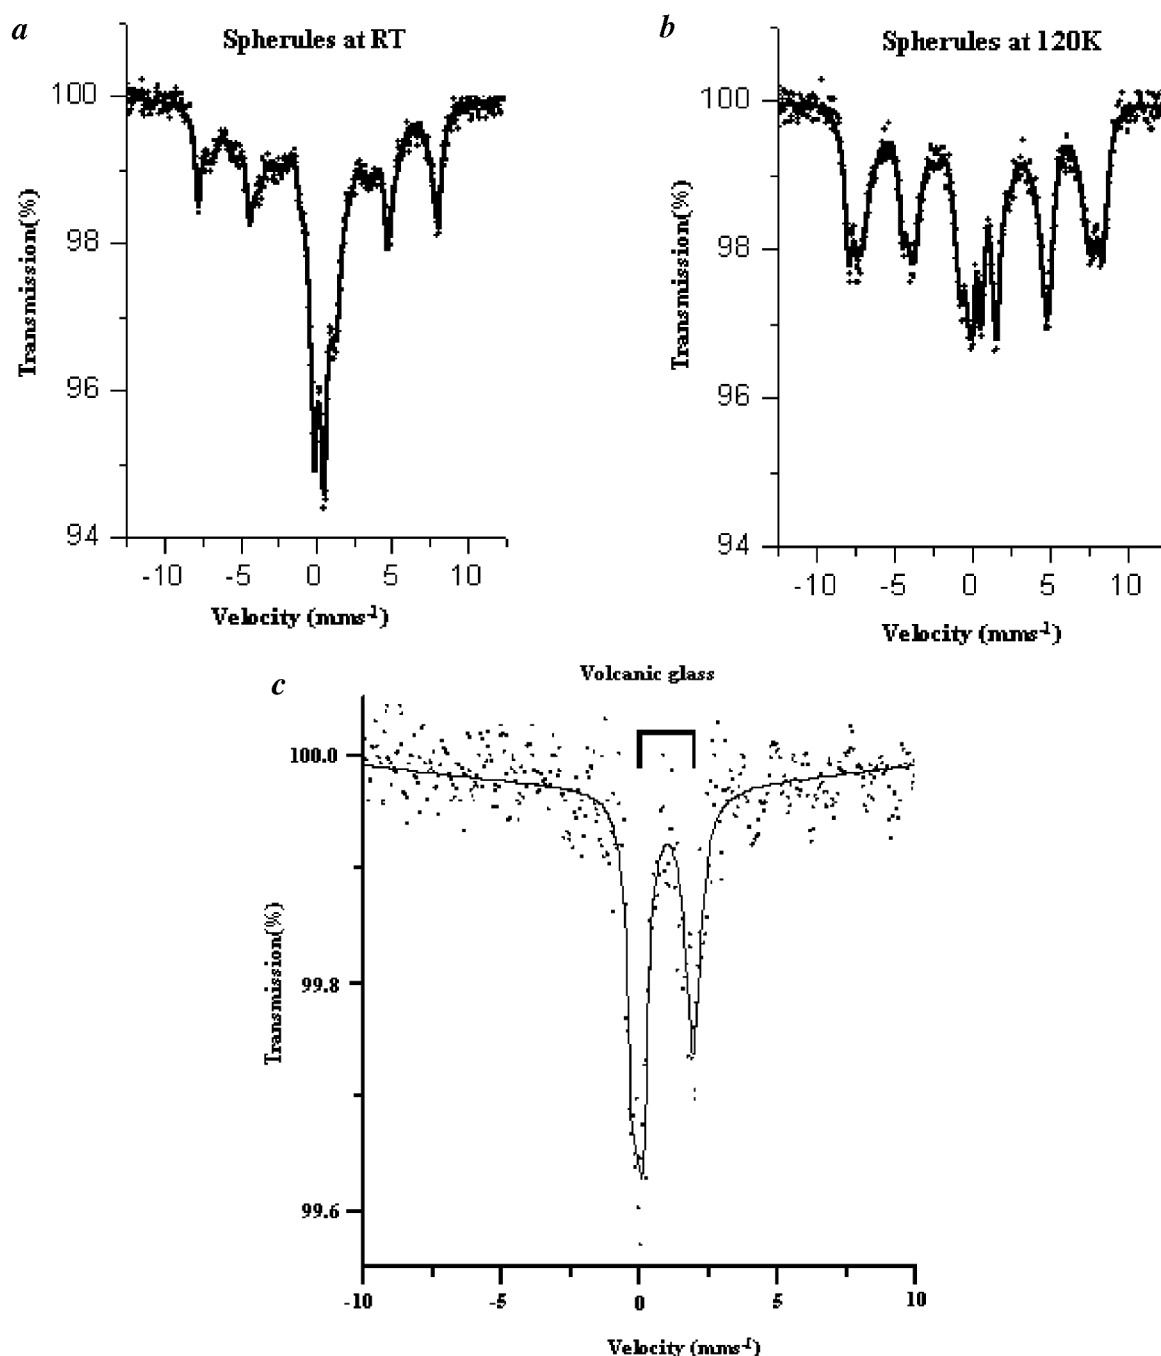 a
Spherules at RT
100
98
96
94
Transmission(%)
-10 -5 0 5 10
Velocity (mms-1)
b
Spherules at 120K
100
98
96
94
Transmission(%)
-10 -5 0 5 10
Velocity (mms-1)
c
Volcanic glass
100.0
99.8
99.6
Transmission(%)
-10 -5 0 5 10
Velocity (mms-1)